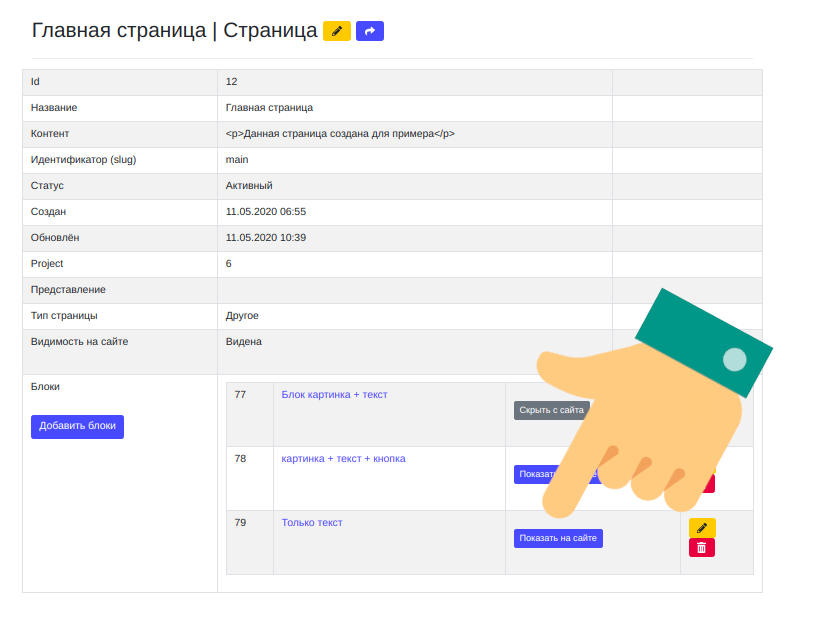 Главная страница | Страница
Id 12
Название Главная страница
Контент <p>Данная страница создана для примера</p>
Идентификатор (slug) main
Статус Активный
Создан 11.05.2020 06:55
Обновлён 11.05.2020 10:39
Project 6
Представление
Тип страницы Другое
Видимость на сайте Видена
Блоки
Добавить блоки
77 Блок картинка + текст
Скрыть с сайта
78 картинка + текст + кнопка
79 Только текст
Показать на сайте